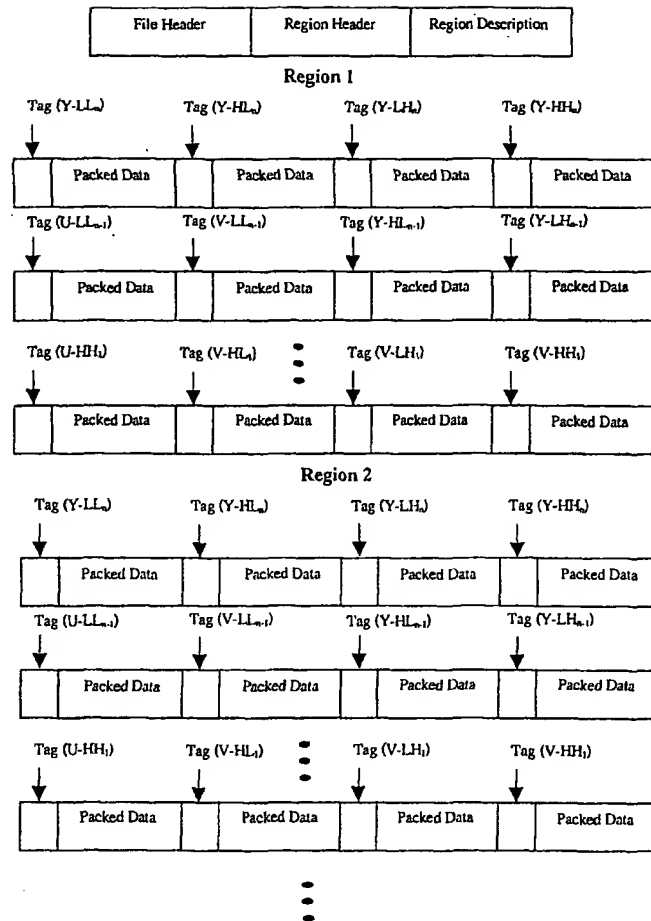 File Header Region Header Region Description
Region 1
Tag (Y-LLₙ) Tag (Y-HLₙ) Tag (Y-LHₙ) Tag (Y-HHₙ)
Packed Data Packed Data Packed Data Packed Data
Tag (U-LLₙ₋₁) Tag (V-LLₙ₋₁) Tag (Y-HLₙ₋₁) Tag (Y-LHₙ₋₁)
Packed Data Packed Data Packed Data Packed Data
Tag (U-HH₁) Tag (V-HL₁) Tag (V-LH₁) Tag (V-HH₁)
Packed Data Packed Data Packed Data Packed Data
Region 2
Tag (Y-LLₙ) Tag (Y-HLₙ) Tag (Y-LHₙ) Tag (Y-HHₙ)
Packed Data Packed Data Packed Data Packed Data
Tag (U-LLₙ₋₁) Tag (V-LLₙ₋₁) Tag (Y-HLₙ₋₁) Tag (Y-LHₙ₋₁)
Packed Data Packed Data Packed Data Packed Data
Tag (U-HH₁) Tag (V-HL₁) Tag (V-LH₁) Tag (V-HH₁)
Packed Data Packed Data Packed Data Packed Data